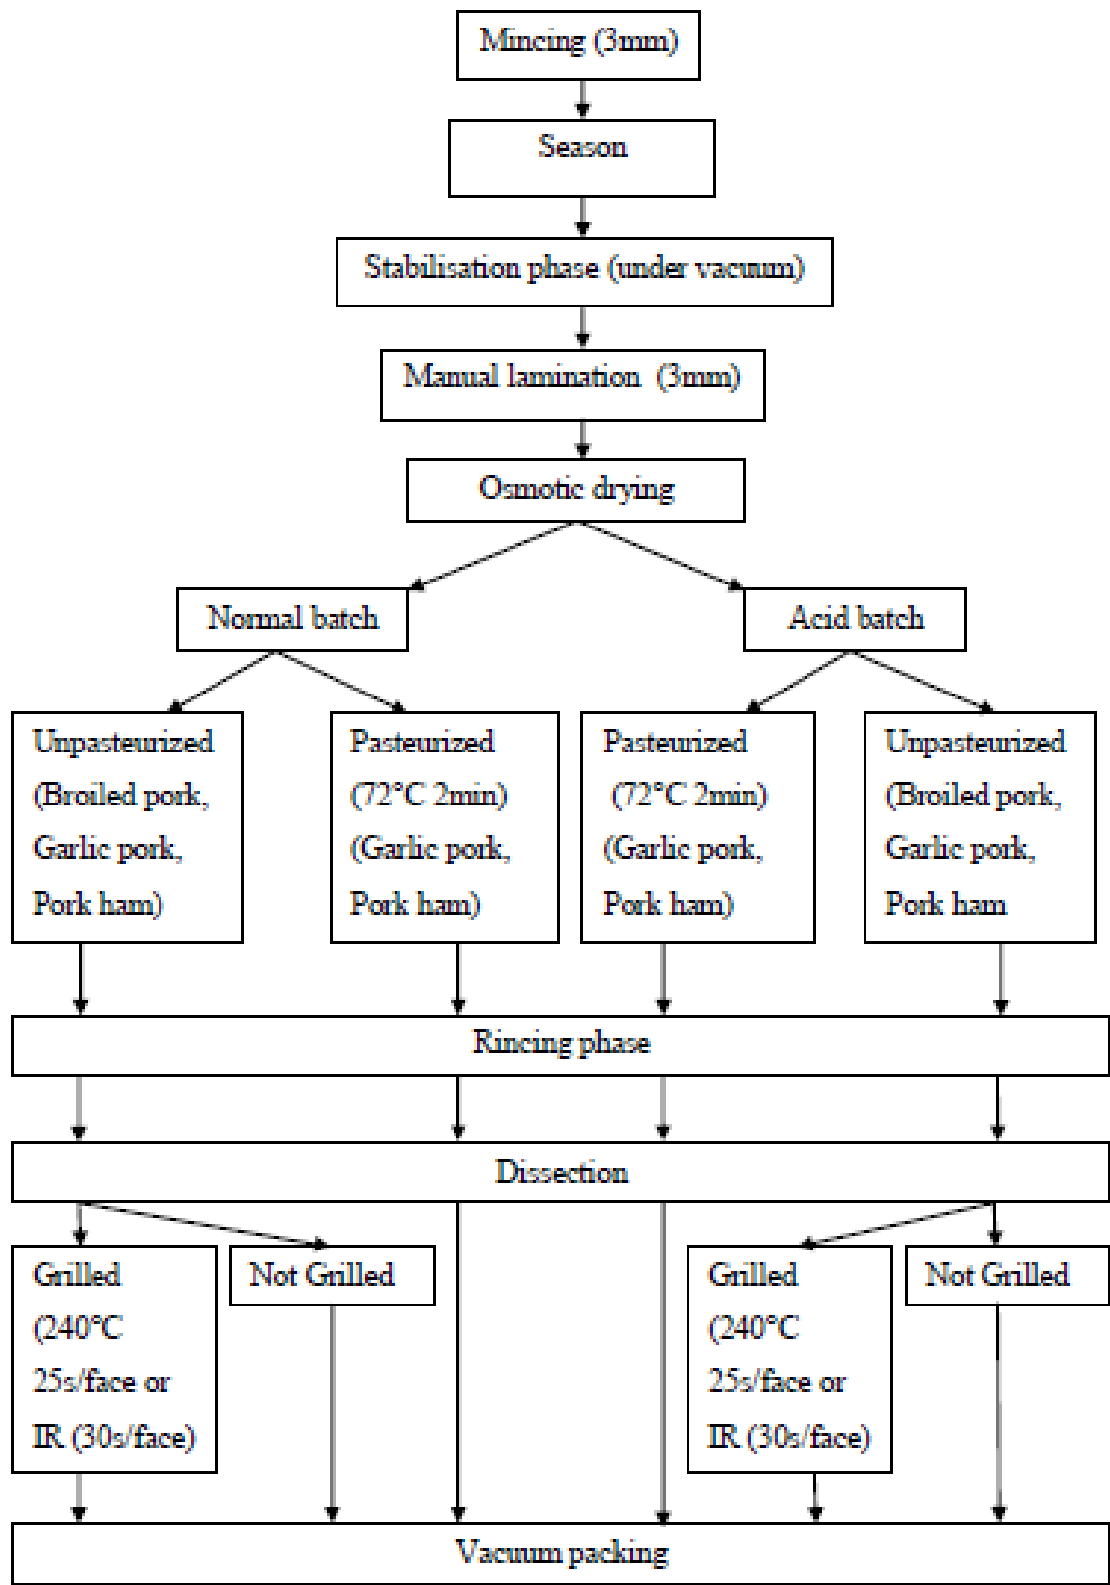 Mincing (3mm)
Season
Stabilisation phase (under vacuum)
Manual lamination (3mm)
Osmotic drying
Normal batch
Acid batch
Unpasteurized
(Broiled pork,
Garlic pork,
Pork ham)
Pasteurized
(72°C 2min)
(Garlic pork,
Pork ham)
Pasteurized
(72°C 2min)
(Garlic pork,
Pork ham)
Unpasteurized
(Broiled pork,
Garlic pork,
Pork ham
Rincing phase
Dissection
Grilled
(240°C
25s/face or
IR (30s/face)
Not Grilled
Grilled
(240°C
25s/face or
IR (30s/face)
Not Grilled
Vacuum packing